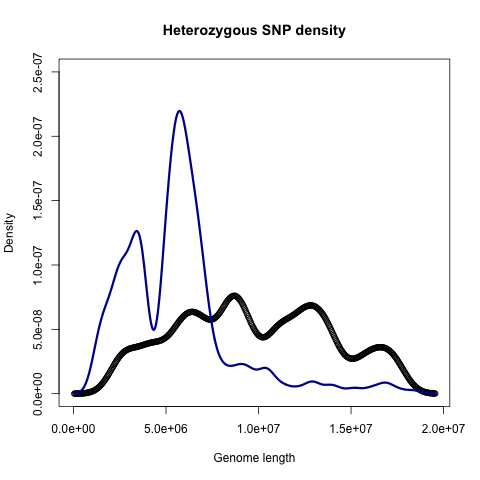 Heterozygous SNP density
Density
2.5e-07
2.0e-07
1.5e-07
1.0e-07
5.0e-08
0.0e+00
0.0e+00 5.0e+06 1.0e+07 1.5e+07 2.0e+07
Genome length